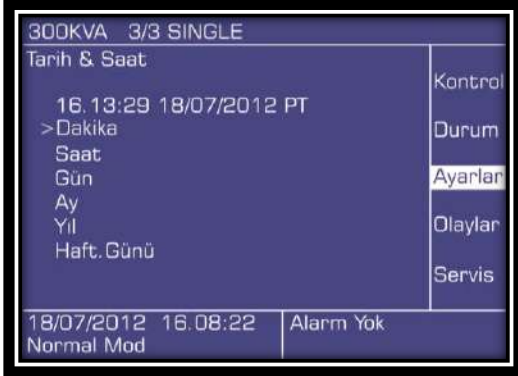 300KVA 3/3 SINGLE
Tarih & Saat
16.13:29 18/07/2012 PT
>Dakika
Saat
Gün
Ay
Yıl
Haft.Günü
Kontrol
Durum
Ayarlar
Olaylar
Servis
18/07/2012 16.08:22
Normal Mod
Alarm Yok